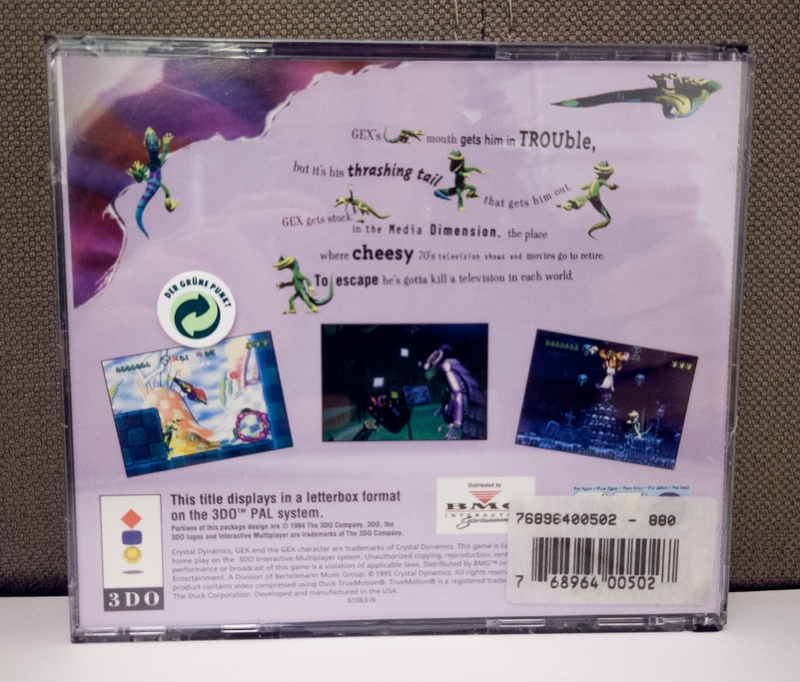 GEX's mouth gets him in TROUble,
but it's his thrashing tail that gets him out.
GEX gets stuck in the Media Dimension, the place
where cheesy 70's television shows and movies go to retire.
To escape he's gotta kill a television in each world.
DER GRÜNE PUNKT
This title displays in a letterbox format
on the 3DO™ PAL system.
Portions of this package design are © 1994 The 3DO Company. 3DO, the
3DO logos and Interactive Multiplayer are trademarks of The 3DO Company.
Crystal Dynamics, GEX and the GEX character are trademarks of Crystal Dynamics. This game is lic
home play on the 3DO Interactive Multiplayer system. Unauthorized copying, reproduction, ren
performance or broadcast of this game is a violation of applicable laws. Distributed by BMG™ In
Entertainment. A Division of Bertelsmann Music Group. © 1995 Crystal Dynamics. All rights reser
product contains video compressed using Duck TrueMotion® TrueMotion® is a registered trade
The Duck Corporation. Developed and manufactured in the USA.
61063-N
3DO
Distributed by
BMG
INTERACTIV
Entertainment
76896400502 - 880
7 68964 00502